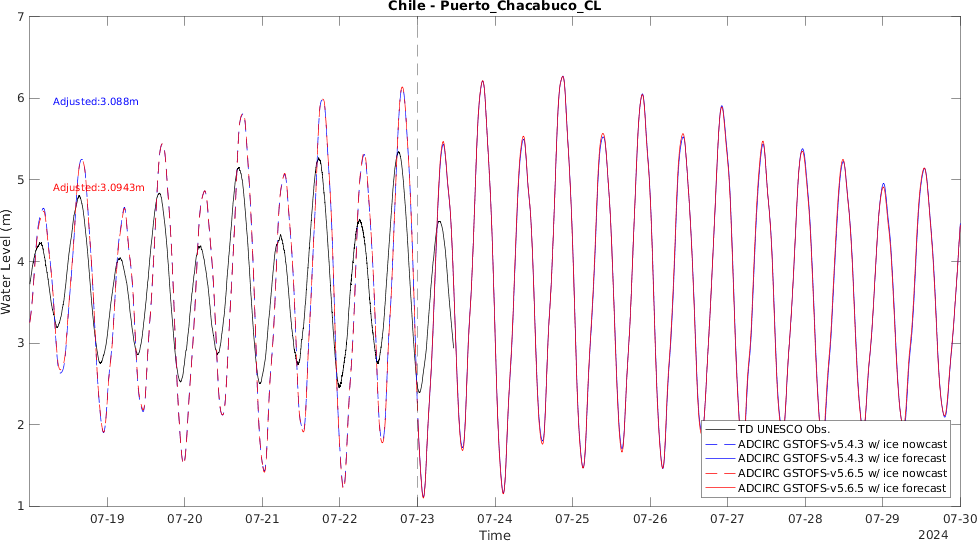 Chile - Puerto_Chacabuco_CL
7
6
5
4
3
2
1
Water Level (m)
Adjusted:3.088m
Adjusted:3.0943m
TD UNESCO Obs.
ADCIRC GSTOFS-v5.4.3 w/ ice nowcast
ADCIRC GSTOFS-v5.4.3 w/ ice forecast
ADCIRC GSTOFS-v5.6.5 w/ ice nowcast
ADCIRC GSTOFS-v5.6.5 w/ ice forecast
07-19 07-20 07-21 07-22 07-23 07-24 07-25 07-26 07-27 07-28 07-29 07-30
Time
2024